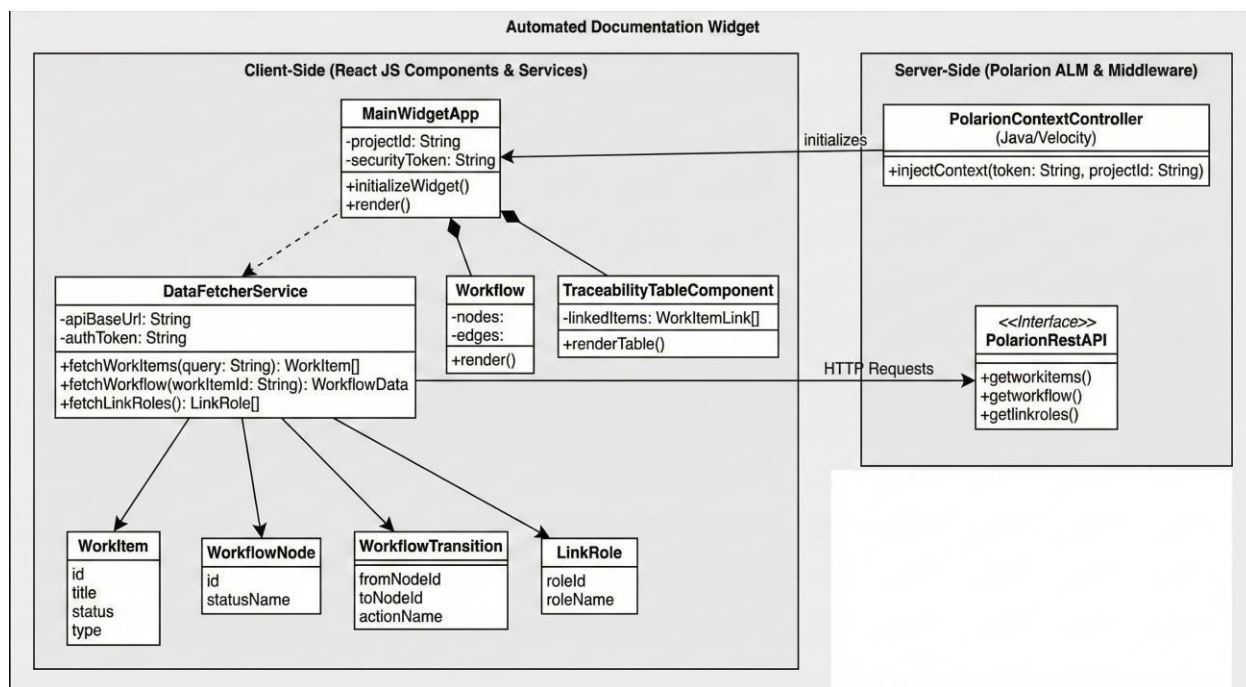 Automated Documentation Widget
Client-Side (React JS Components & Services)
MainWidgetApp
-projectId: String
-securityToken: String
+initializeWidget()
+render()
DataFetcherService
-apiBaseUrl: String
-authToken: String
+fetchWorkItems(query: String): WorkItem[]
+fetchWorkflow(workItemId: String): WorkflowData
+fetchLinkRoles(): LinkRole[]
Workflow
-nodes:
-edges:
+render()
TraceabilityTableComponent
-linkedItems: WorkItemLink[]
+renderTable()
WorkItem
id
title
status
type
WorkflowNode
id
statusName
WorkflowTransition
fromNodeId
toNodeId
actionName
LinkRole
roleId
roleName
initializes
HTTP Requests
Server-Side (Polarion ALM & Middleware)
PolarionContextController
(Java/Velocity)
+injectContext(token: String, projectId: String)
<<Interface>>
PolarionRestAPI
+getworkitems()
+getworkflow()
+getlinkroles()